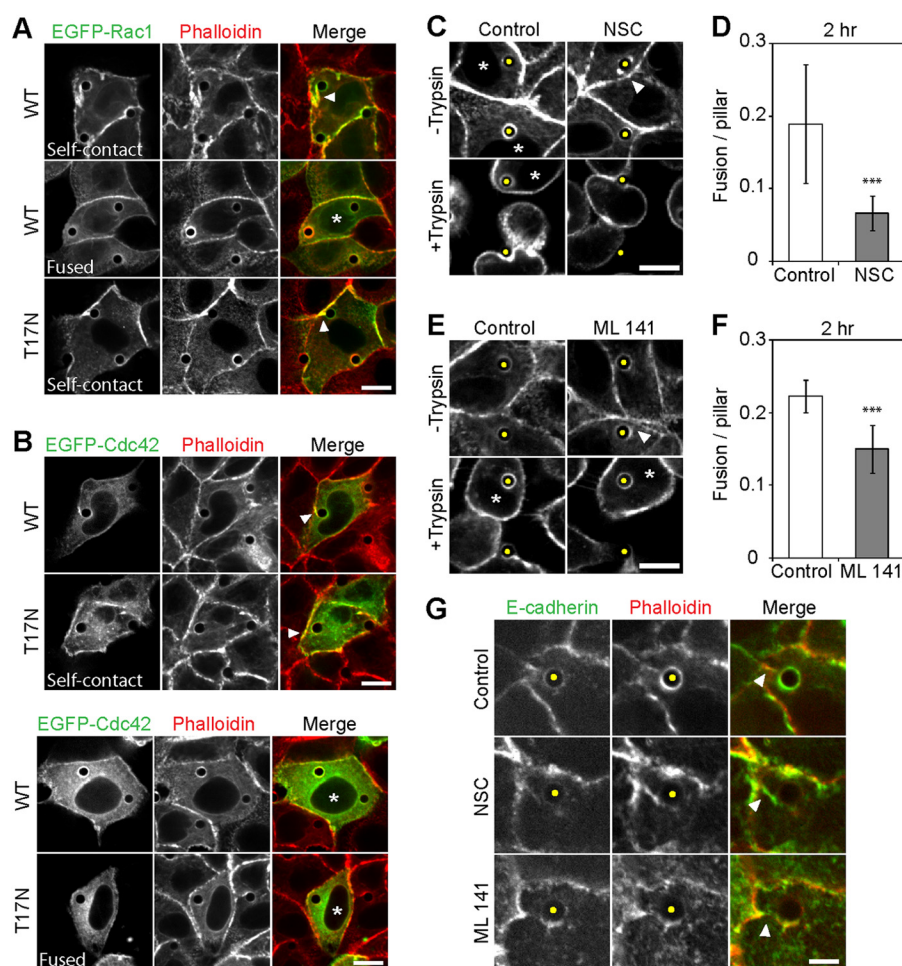 A
EGFP-Rac1 Phalloidin Merge
WT
Self-contact
WT
*
Fused
T17N
Self-contact
B
EGFP-Cdc42 Phalloidin Merge
WT
T17N
Self-contact
EGFP-Cdc42 Phalloidin Merge
WT
*
T17N
*
Fused
C
Control NSC
-Trypsin
*
*
+Trypsin
*
D
2 hr
Fusion / pillar
0.3
0.2
0.1
0
***
Control NSC
E
Control ML 141
-Trypsin
+Trypsin
* *
F
2 hr
Fusion / pillar
0.3
0.2
0.1
0
***
Control ML 141
G
E-cadherin Phalloidin Merge
Control
NSC
ML 141